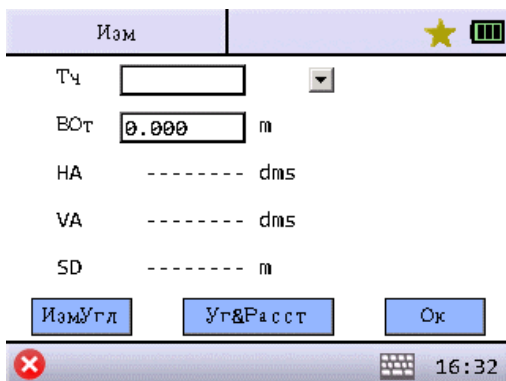 Изм
Тч
ВОт 0.000 m
HA -------- dms
VA -------- dms
SD -------- m
ИзмУгл Уг&Расст Ок
16:32